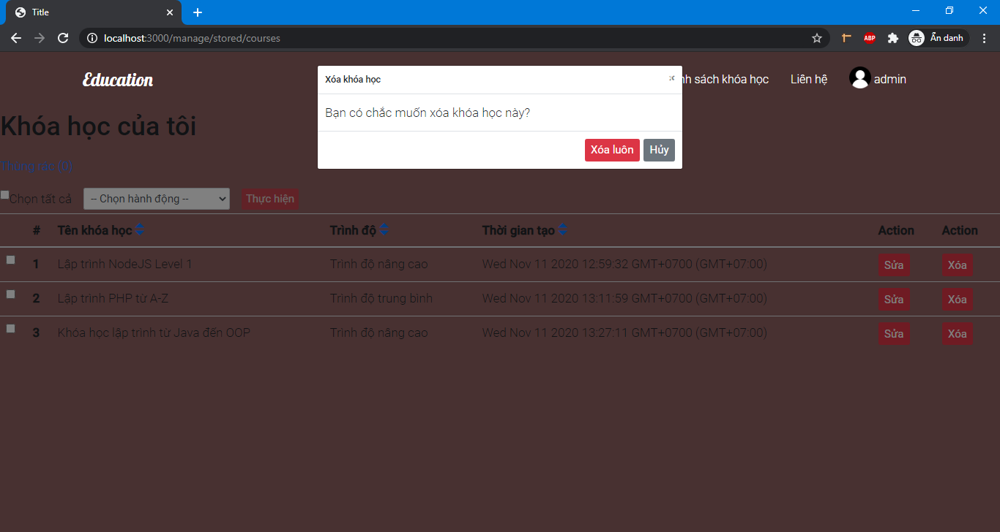 Title
localhost:3000/manage/stored/courses
ABP
Ẩn danh
Education
Xóa khóa học
×
nh sách khóa học
Liên hệ
admin
Bạn có chắc muốn xóa khóa học này?
Xóa luôn
Hủy
Khóa học của tôi
Thùng rác (0)
Chọn tất cả
-- Chọn hành động --
Thực hiện
# Tên khóa học Trình độ Thời gian tạo Action Action
1 Lập trình NodeJS Level 1 Trình độ nâng cao Wed Nov 11 2020 12:59:32 GMT+0700 (GMT+07:00) Sửa Xóa
2 Lập trình PHP từ A-Z Trình độ trung bình Wed Nov 11 2020 13:11:59 GMT+0700 (GMT+07:00) Sửa Xóa
3 Khóa học lập trình từ Java đến OOP Trình độ nâng cao Wed Nov 11 2020 13:27:11 GMT+0700 (GMT+07:00) Sửa Xóa